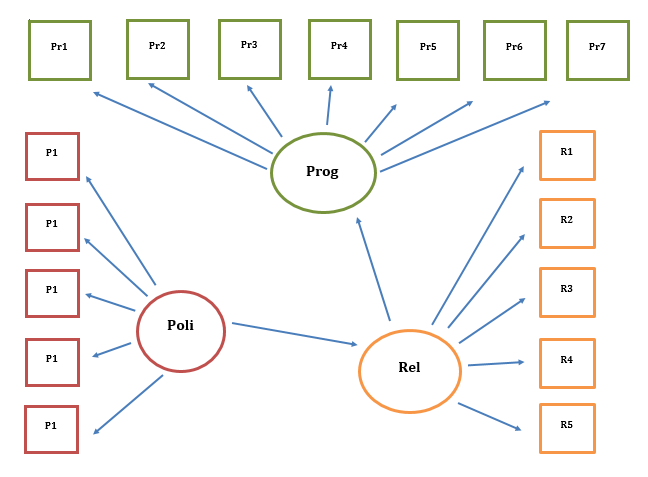 Pr1
Pr2
Pr3
Pr4
Pr5
Pr6
Pr7
P1
R1
Prog
P1
R2
P1
R3
Poli
P1
R4
Rel
P1
R5